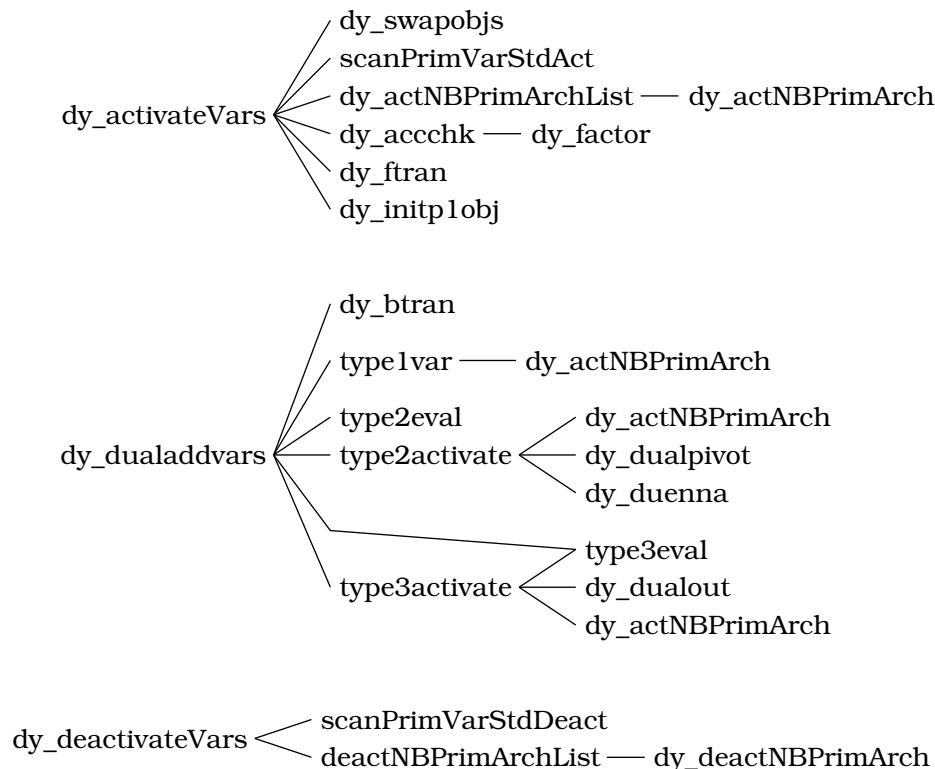 dy_swapobjs
scanPrimVarStdAct
dy_actNBPrimArchList dy_actNBPrimArch
dy_activateVars
dy_accchk dy_factor
dy_ftran
dy_initp1obj
dy_btran
type1var dy_actNBPrimArch
type2eval dy_actNBPrimArch
dy_dualaddvars type2activate dy_dualpivot
dy_duenna
type3eval
type3activate dy_dualout
dy_actNBPrimArch
scanPrimVarStdDeact
dy_deactivateVars
deactNBPrimArchList dy_deactNBPrimArch